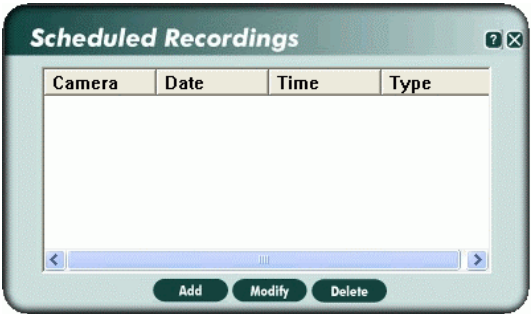 Scheduled Recordings ?
Camera Date Time Type
Add Modify Delete